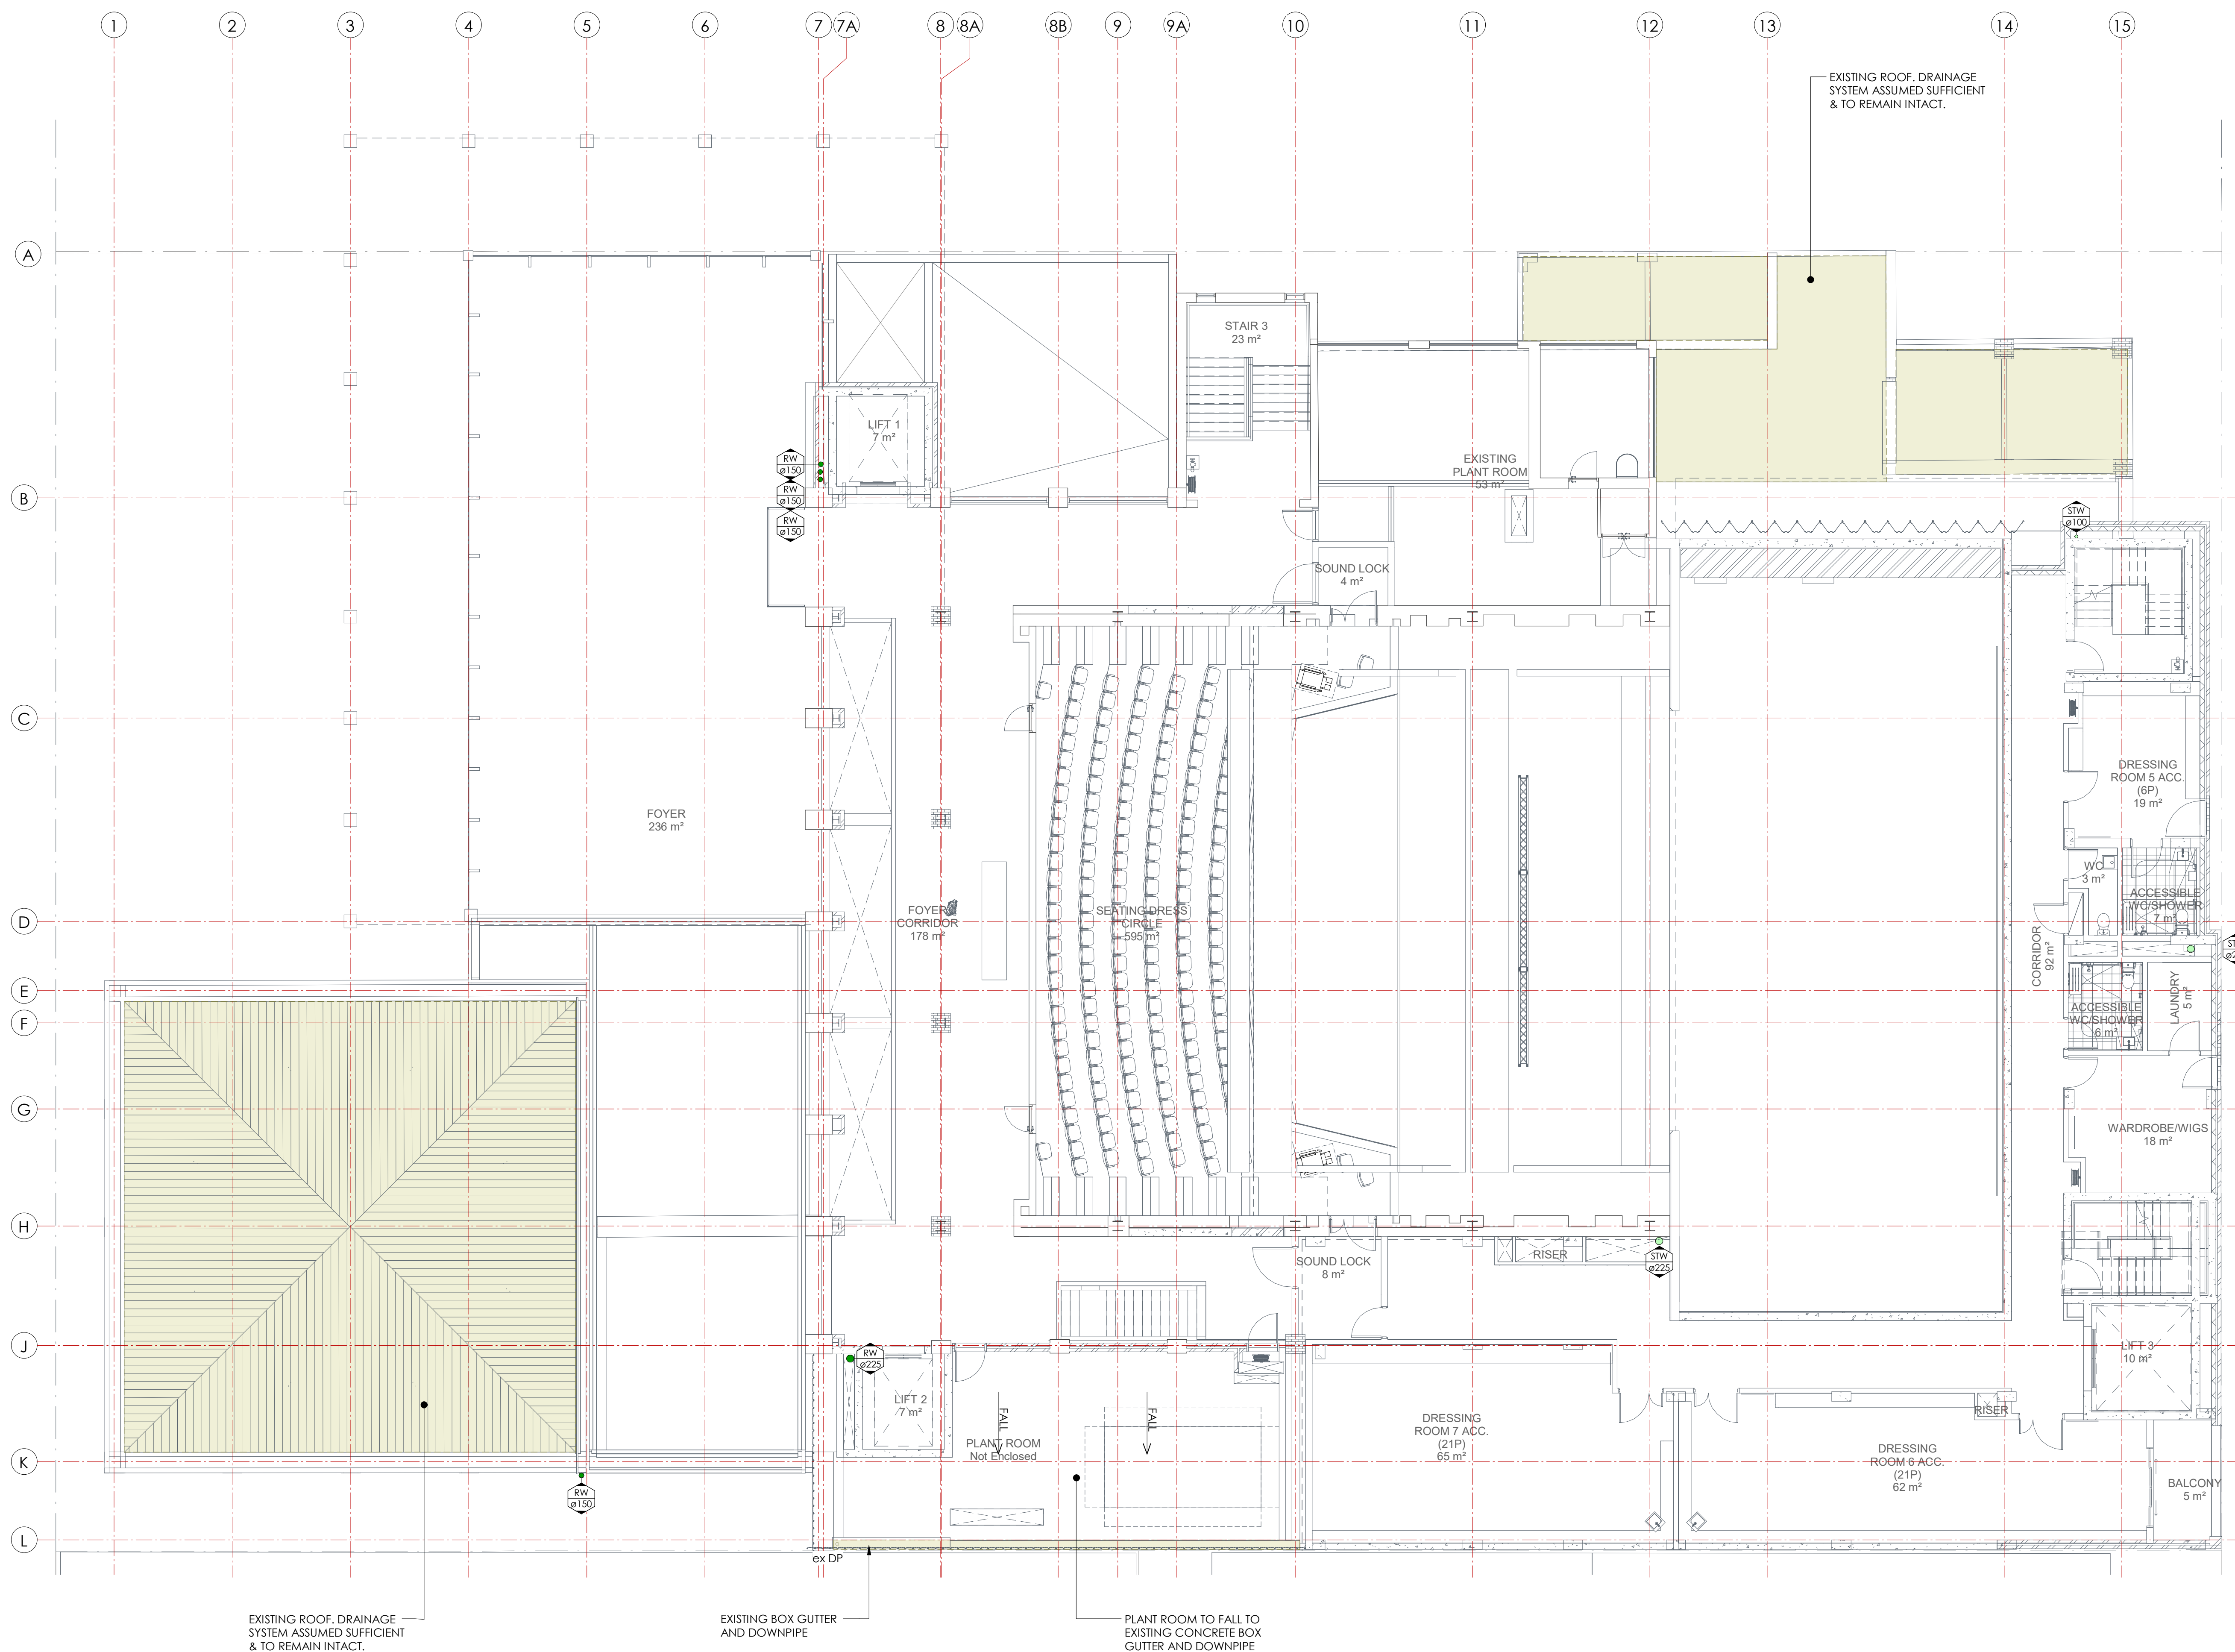 1
2
3
4
5
6
7
7A
8
8A
8B
9
9A
10
11
12
13
14
15
EXISTING ROOF. DRAINAGE
SYSTEM ASSUMED SUFFICIENT
& TO REMAIN INTACT.
A
STAIR 3
23 m²
LIFT 1
7 m²
RW
ø150
RW
ø150
RW
ø150
EXISTING
PLANT ROOM
53 m²
B
STW
ø100
SOUND LOCK
4 m²
C
DRESSING
ROOM 5 ACC.
(6P)
19 m²
FOYER
236 m²
WC
3 m²
ACCESSIBLE
WC/SHOWER
7 m²
D
FOYER
CORRIDOR
178 m²
SEATING DRESS
CIRCLE
595 m²
CORRIDOR
92 m²
E
LAUNDRY
5 m²
ACCESSIBLE
WC/SHOWER
6 m²
F
G
WARDROBE/WIGS
18 m²
H
SOUND LOCK
8 m²
RISER
STW
ø225
J
RW
ø225
LIFT 3
10 m²
LIFT 2
7 m²
FALL
FALL
PLANT ROOM
Not Enclosed
DRESSING
ROOM 7 ACC.
(21P)
65 m²
RISER
DRESSING
ROOM 6 ACC.
(21P)
62 m²
K
RW
ø150
BALCONY
5 m²
L
ex DP
EXISTING ROOF. DRAINAGE
SYSTEM ASSUMED SUFFICIENT
& TO REMAIN INTACT.
EXISTING BOX GUTTER
AND DOWNPIPE
PLANT ROOM TO FALL TO
EXISTING CONCRETE BOX
GUTTER AND DOWNPIPE